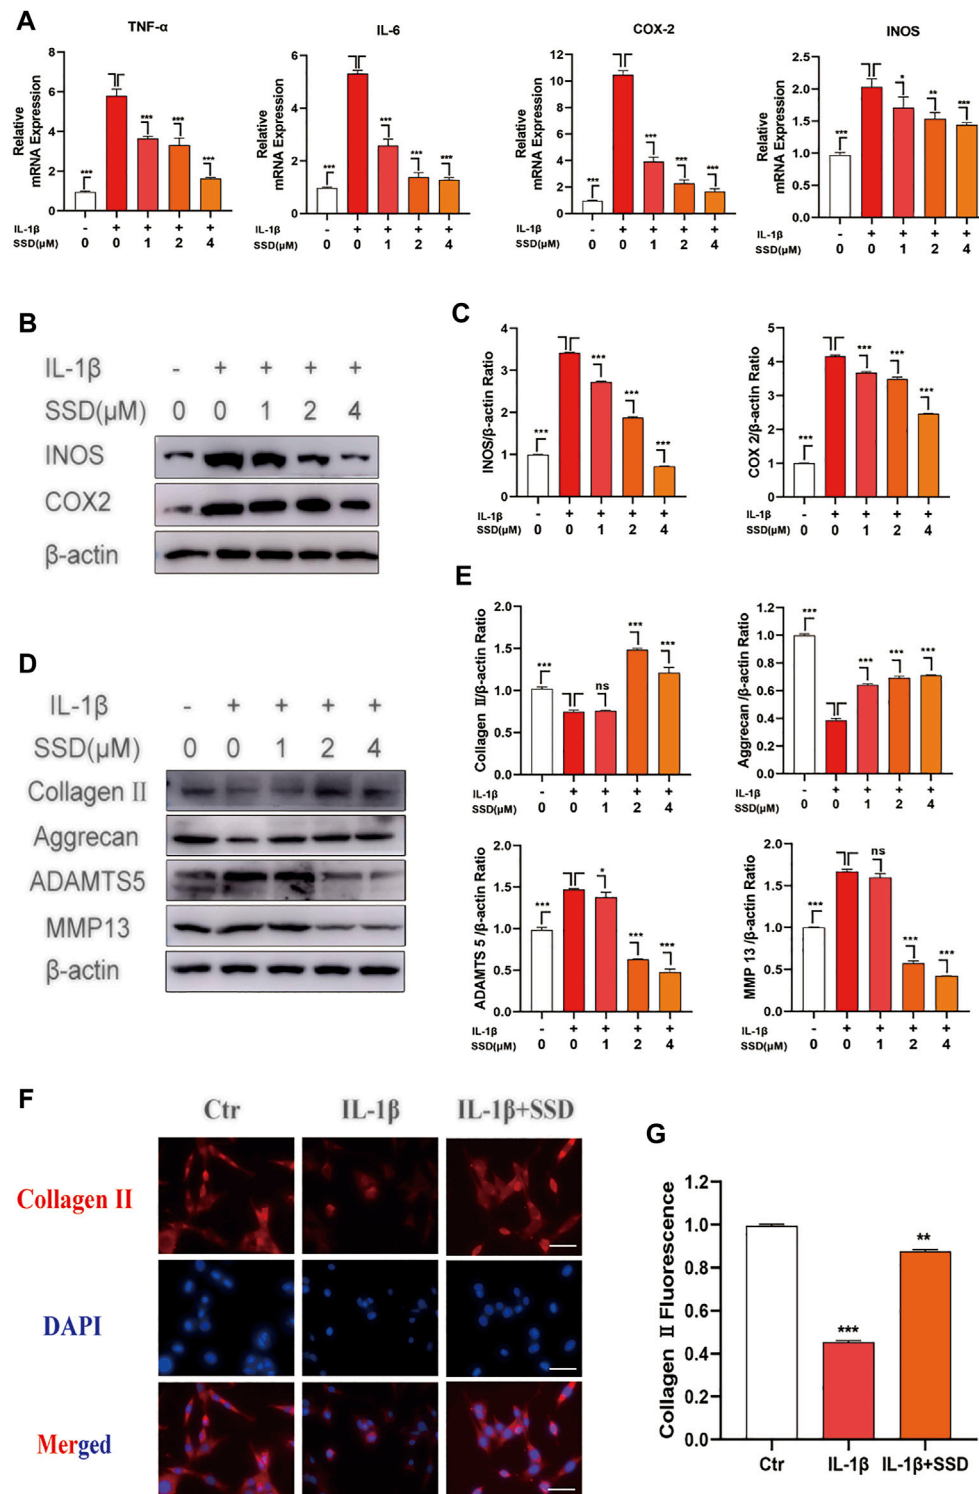 A
TNF-α
IL-6
COX-2
INOS
Relative
mRNA Expression
8
6
4
2
0
***
***
***
***
IL-1β - + + + +
SSD(μM) 0 0 1 2 4
Relative
mRNA Expression
6
4
2
0
***
***
***
***
IL-1β - + + + +
SSD(μM) 0 0 1 2 4
Relative
mRNA Expression
12
10
8
6
4
2
0
***
***
***
***
IL-1β - + + + +
SSD(μM) 0 0 1 2 4
Relative
mRNA Expression
2.5
2.0
1.5
1.0
0.5
0.0
***
*
**
***
IL-1β - + + + +
SSD(μM) 0 0 1 2 4
B
IL-1β - + + + +
SSD(μM) 0 0 1 2 4
INOS
COX2
β-actin
C
INOS/β-actin Ratio
4
3
2
1
0
***
***
***
***
IL-1β - + + + +
SSD(μM) 0 0 1 2 4
COX 2/β-actin Ratio
5
4
3
2
1
0
***
***
***
***
IL-1β - + + + +
SSD(μM) 0 0 1 2 4
D
IL-1β - + + + +
SSD(μM) 0 0 1 2 4
Collagen II
Aggrecan
ADAMTS5
MMP13
β-actin
E
Collagen II/β-actin Ratio
2.0
1.5
1.0
0.5
0.0
***
ns
***
***
IL-1β - + + + +
SSD(μM) 0 0 1 2 4
Aggrecan /β-actin Ratio
1.2
1.0
0.8
0.6
0.4
0.2
0.0
***
***
***
***
IL-1β - + + + +
SSD(μM) 0 0 1 2 4
ADAMTS 5 /β-actin Ratio
2.0
1.5
1.0
0.5
0.0
***
*
***
***
IL-1β - + + + +
SSD(μM) 0 0 1 2 4
MMP 13 /β-actin Ratio
2.0
1.5
1.0
0.5
0.0
***
ns
***
***
IL-1β - + + + +
SSD(μM) 0 0 1 2 4
F
Ctr IL-1β IL-1β+SSD
Collagen II
DAPI
Merged
G
Collagen II Fluorescence
1.2
1.0
0.8
0.6
0.4
0.2
0.0
***
**
Ctr IL-1β IL-1β+SSD